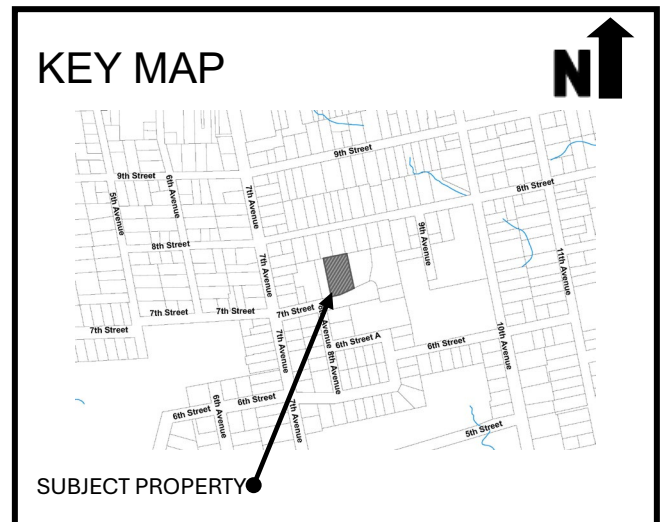 KEY MAP
N
9th Street
9th Street
8th Street
5th Avenue
6th Avenue
7th Avenue
9th Avenue
11th Avenue
8th Street
7th Avenue
7th Street
7th Street
7th Street
7th Street
8th Avenue
7th Avenue
6th Street A
8th Avenue
6th Street
10th Avenue
6th Street
6th Street
6th Avenue
7th Avenue
5th Street
SUBJECT PROPERTY